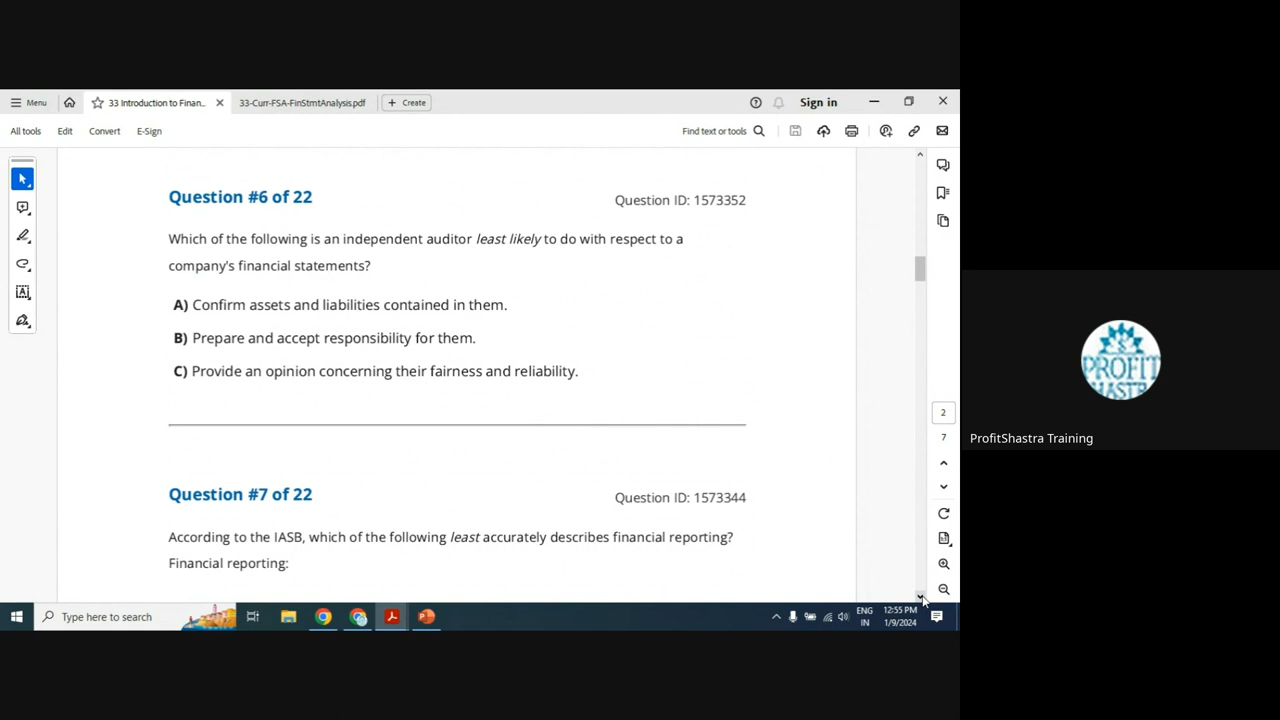 Menu
33 Introduction to Finan...
33-Curr-FSA-FinStmtAnalysis.pdf
Create
Sign in
All tools
Edit
Convert
E-Sign
Find text or tools
Question #6 of 22
Question ID: 1573352
Which of the following is an independent auditor least likely to do with respect to a
company's financial statements?
A) Confirm assets and liabilities contained in them.
B) Prepare and accept responsibility for them.
C) Provide an opinion concerning their fairness and reliability.
Question #7 of 22
Question ID: 1573344
According to the IASB, which of the following least accurately describes financial reporting?
Financial reporting:
2
7
PROFIT
ProfitShastra Training
Type here to search
ENG
IN
12:55 PM
1/9/2024